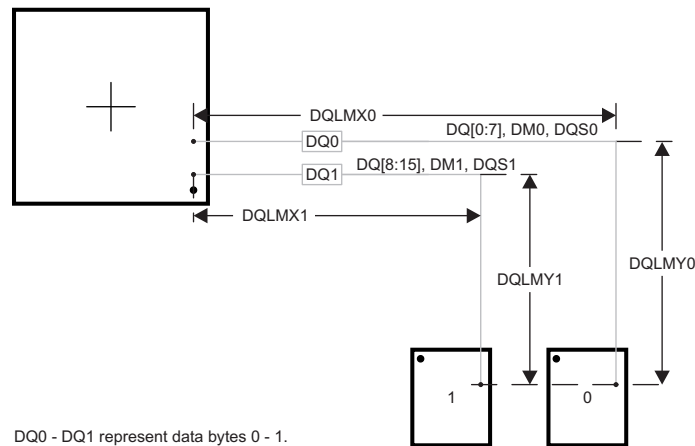 DQLMX0
DQ[0:7], DM0, DQS0
DQ0
DQ[8:15], DM1, DQS1
DQ1
DQLMX1
DQLMY0
DQLMY1
1
0
DQ0 - DQ1 represent data bytes 0 - 1.